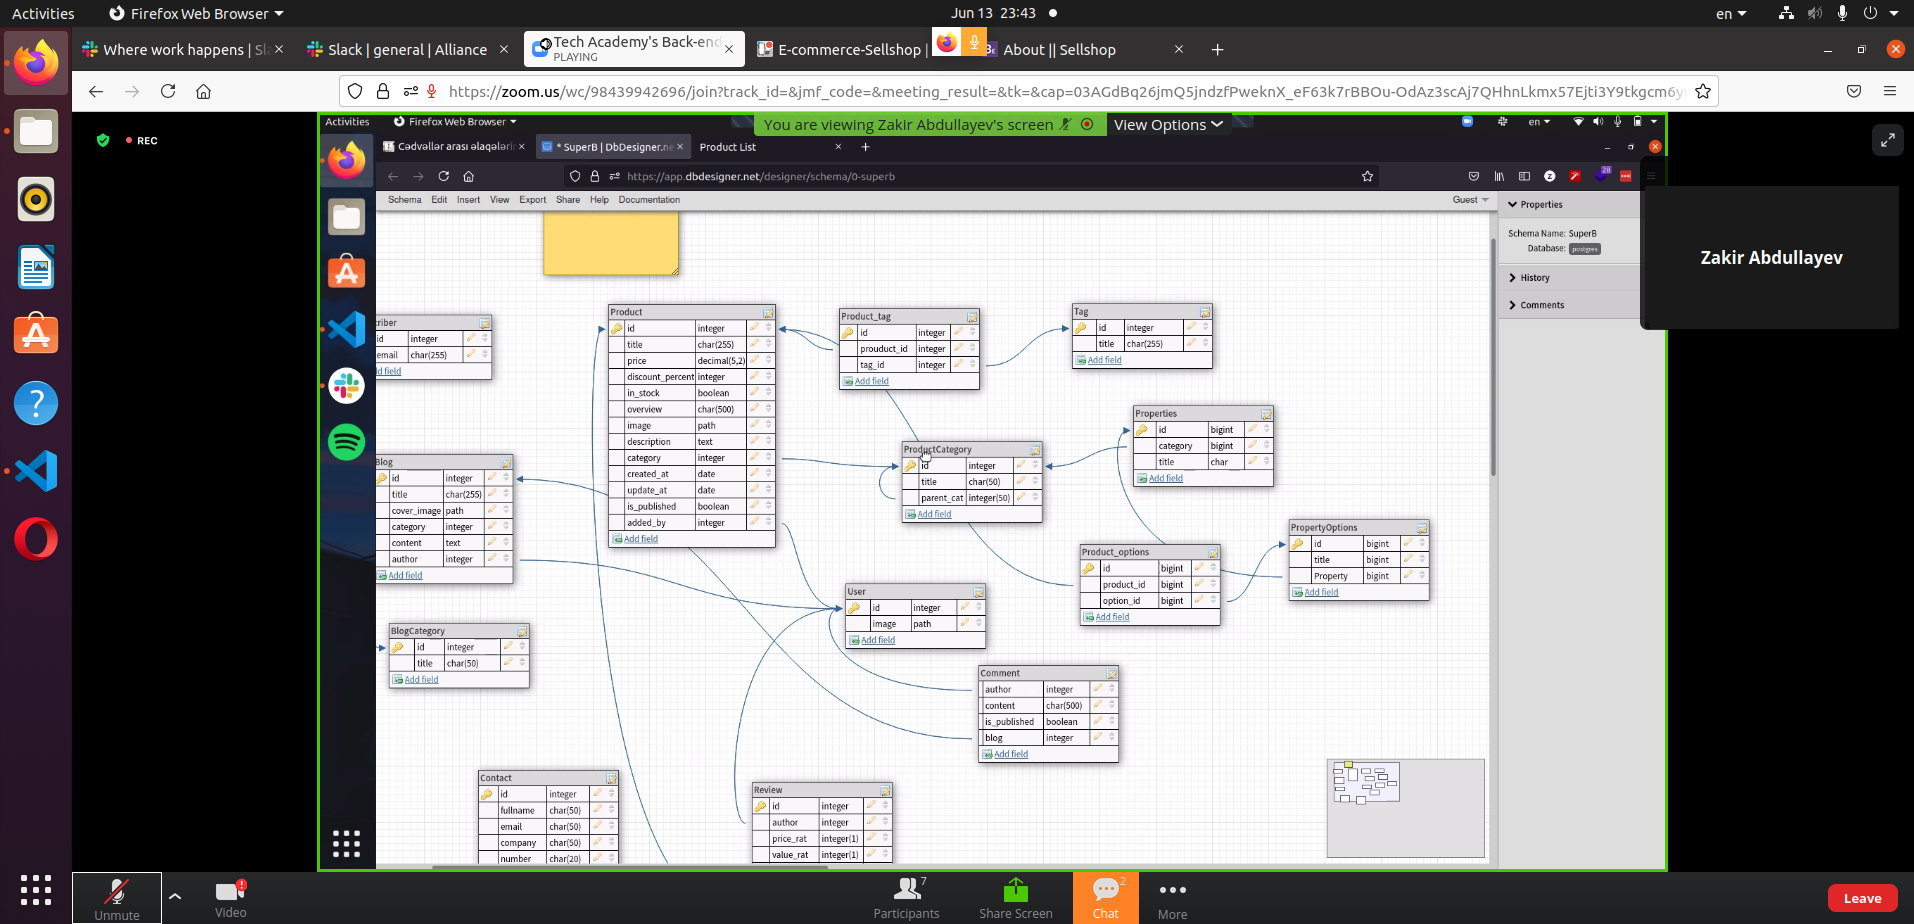 Activities
Firefox Web Browser
Jun 13 23:43
en
Where work happens | Sl
Slack | general | Alliance
Tech Academy's Back-end
PLAYING
E-commerce-Sellshop |
About || Sellshop
https://zoom.us/wc/98439942696/join?track_id=&jmf_code=&meeting_result=&tk=&cap=03AGdBq26jmQ5jndzfPweknX_eF63k7rBBOu-OdAz3scAj7QHhnLkmx57Ejti3Y9tkgcm6y
REC
Activities
Firefox Web Browser
You are viewing Zakir Abdullayev's screen
View Options
en
Cədvəllər arası əlaqələri
* SuperB | DbDesigner.ne
Product List
https://app.dbdesigner.net/designer/schema/0-superb
28
Schema Edit Insert View Export Share Help Documentation
Guest
Properties
Schema Name: SuperB
Database: postgres
History
Comments
Zakir Abdullayev
criber
id integer
email char(255)
d field
Product
id integer
title char(255)
price decimal(5,2)
discount_percent integer
in_stock boolean
overview char(500)
image path
description text
category integer
created_at date
update_at date
is_published boolean
added_by integer
Add field
Product_tag
id integer
prouduct_id integer
tag_id integer
Add field
Tag
id integer
title char(255)
Add field
ProductCategory
id integer
title char(50)
parent_cat integer(50)
Add field
Properties
id bigint
category bigint
title char
Add field
Blog
id integer
title char(255)
cover_image path
category integer
content text
author integer
Add field
Product_options
id bigint
product_id bigint
option_id bigint
Add field
PropertyOptions
id bigint
title bigint
Property bigint
Add field
User
id integer
image path
Add field
BlogCategory
id integer
title char(50)
Add field
Comment
author integer
content char(500)
is_published boolean
blog integer
Add field
Contact
id integer
fullname char(50)
email char(50)
company char(50)
number char(20)
Review
id integer
author integer
price_rat integer(1)
value_rat integer(1)
Unmute
Video
Participants
7
Share Screen
Chat
2
More
Leave